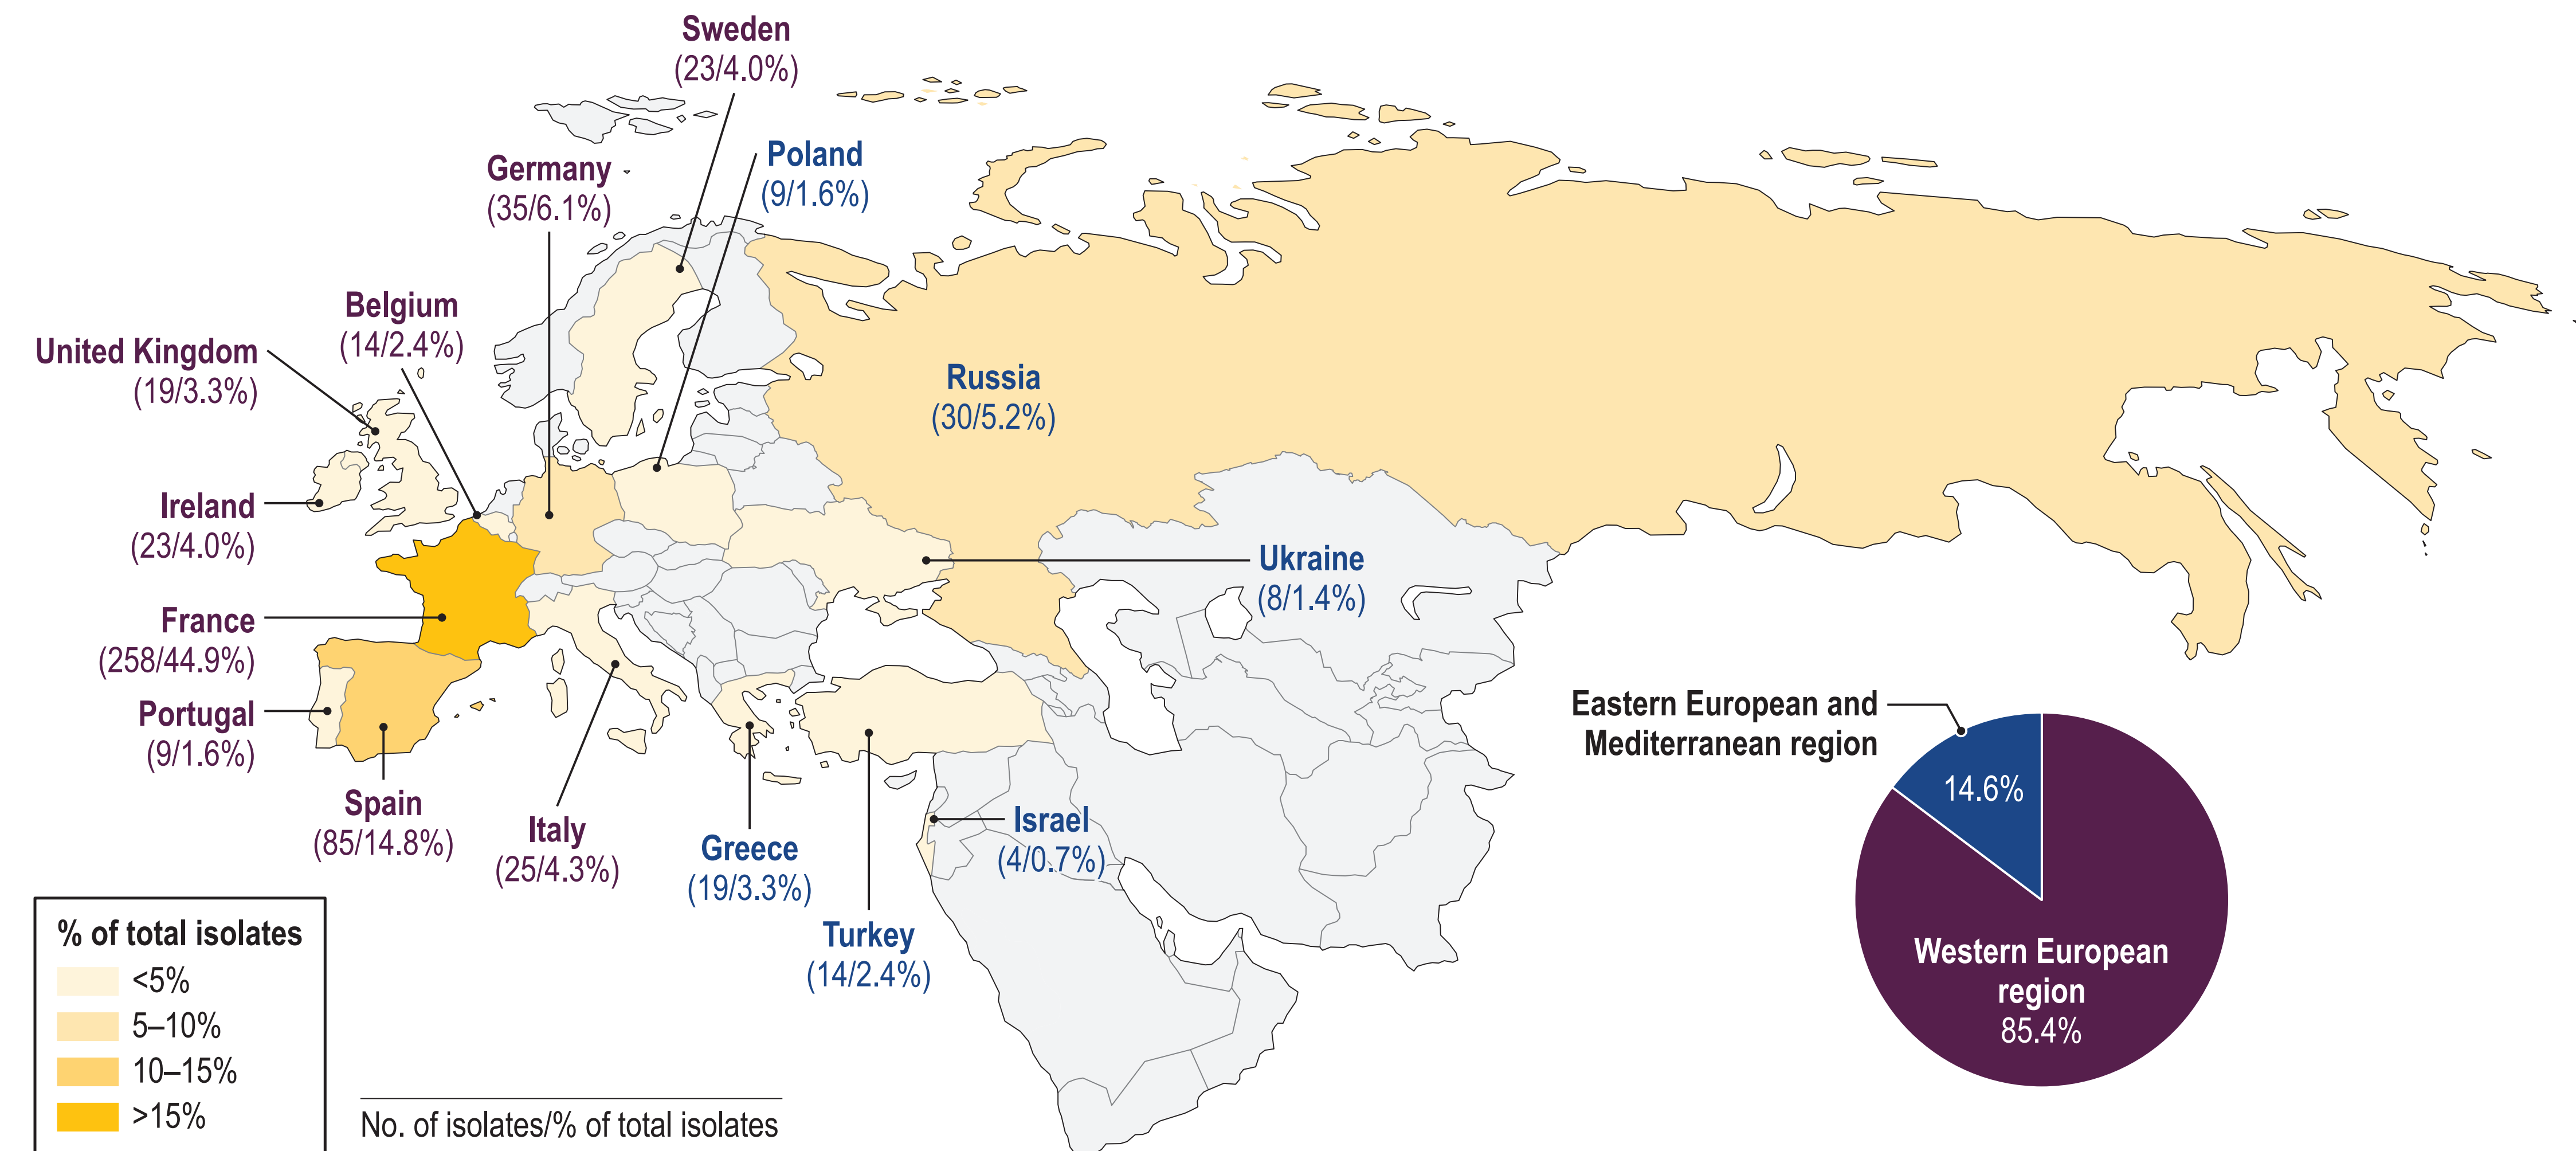 Sweden
(23/4.0%)
Poland
(9/1.6%)
Germany
(35/6.1%)
Belgium
(14/2.4%)
United Kingdom
(19/3.3%)
Russia
(30/5.2%)
Ireland
(23/4.0%)
Ukraine
(8/1.4%)
France
(258/44.9%)
Portugal
(9/1.6%)
Spain
(85/14.8%)
Italy
(25/4.3%)
Greece
(19/3.3%)
Turkey
(14/2.4%)
Israel
(4/0.7%)
Eastern European and
Mediterranean region
14.6%
Western European
region
85.4%
% of total isolates
<5%
5–10%
10–15%
>15%
No. of isolates/% of total isolates